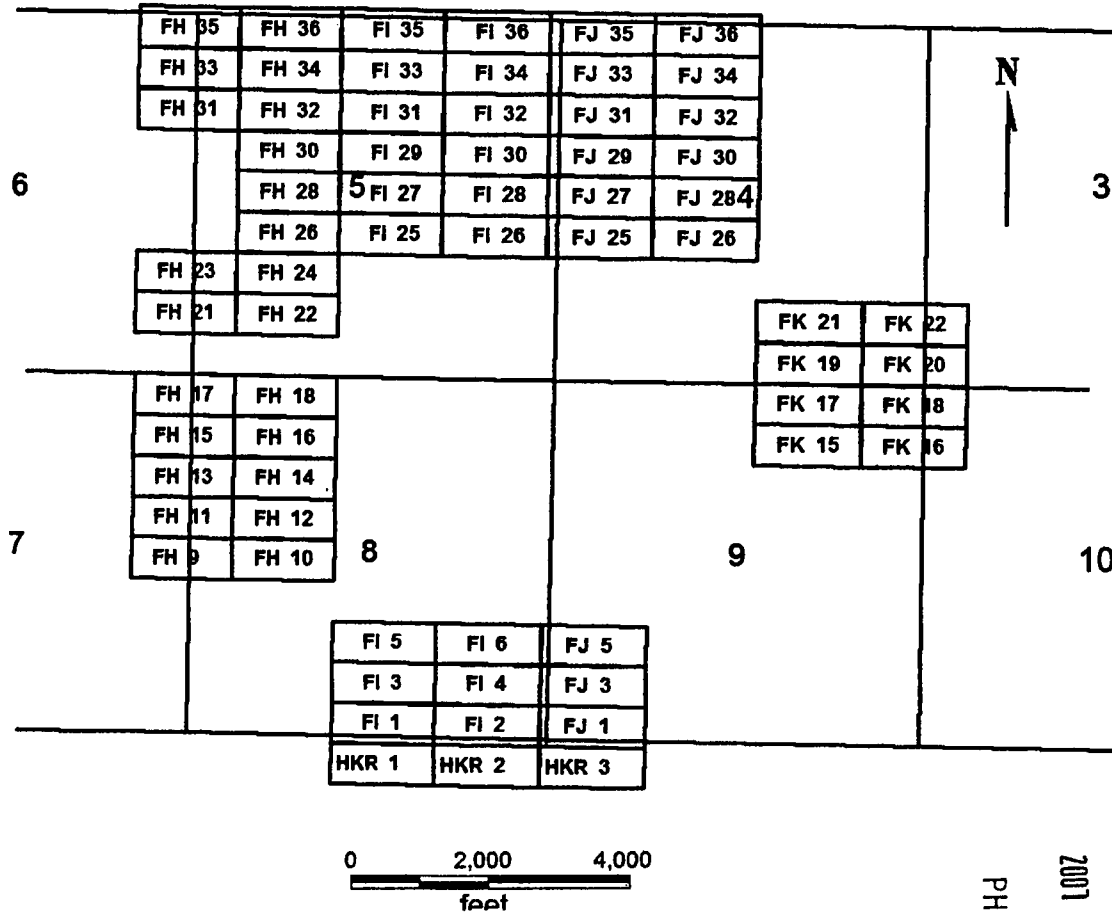 FH 35 FH 36 FI 35 FI 36 FJ 35 FJ 36
FH 33 FH 34 FI 33 FI 34 FJ 33 FJ 34
N
FH 31 FH 32 FI 31 FI 32 FJ 31 FJ 32
FH 30 FI 29 FI 30 FJ 29 FJ 30
6 FH 28 5 FI 27 FI 28 FJ 27 FJ 28 4 3
FH 26 FI 25 FI 26 FJ 25 FJ 26
FH 23 FH 24
FH 21 FH 22 FK 21 FK 22
FK 19 FK 20
FH 17 FH 18 FK 17 FK 18
FH 15 FH 16 FK 15 FK 16
FH 13 FH 14
FH 11 FH 12
7 FH 9 FH 10 8 9 10
FI 5 FI 6 FJ 5
FI 3 FI 4 FJ 3
FI 1 FI 2 FJ 1
HKR 1 HKR 2 HKR 3
0 2,000 4,000
feet
2007
PH